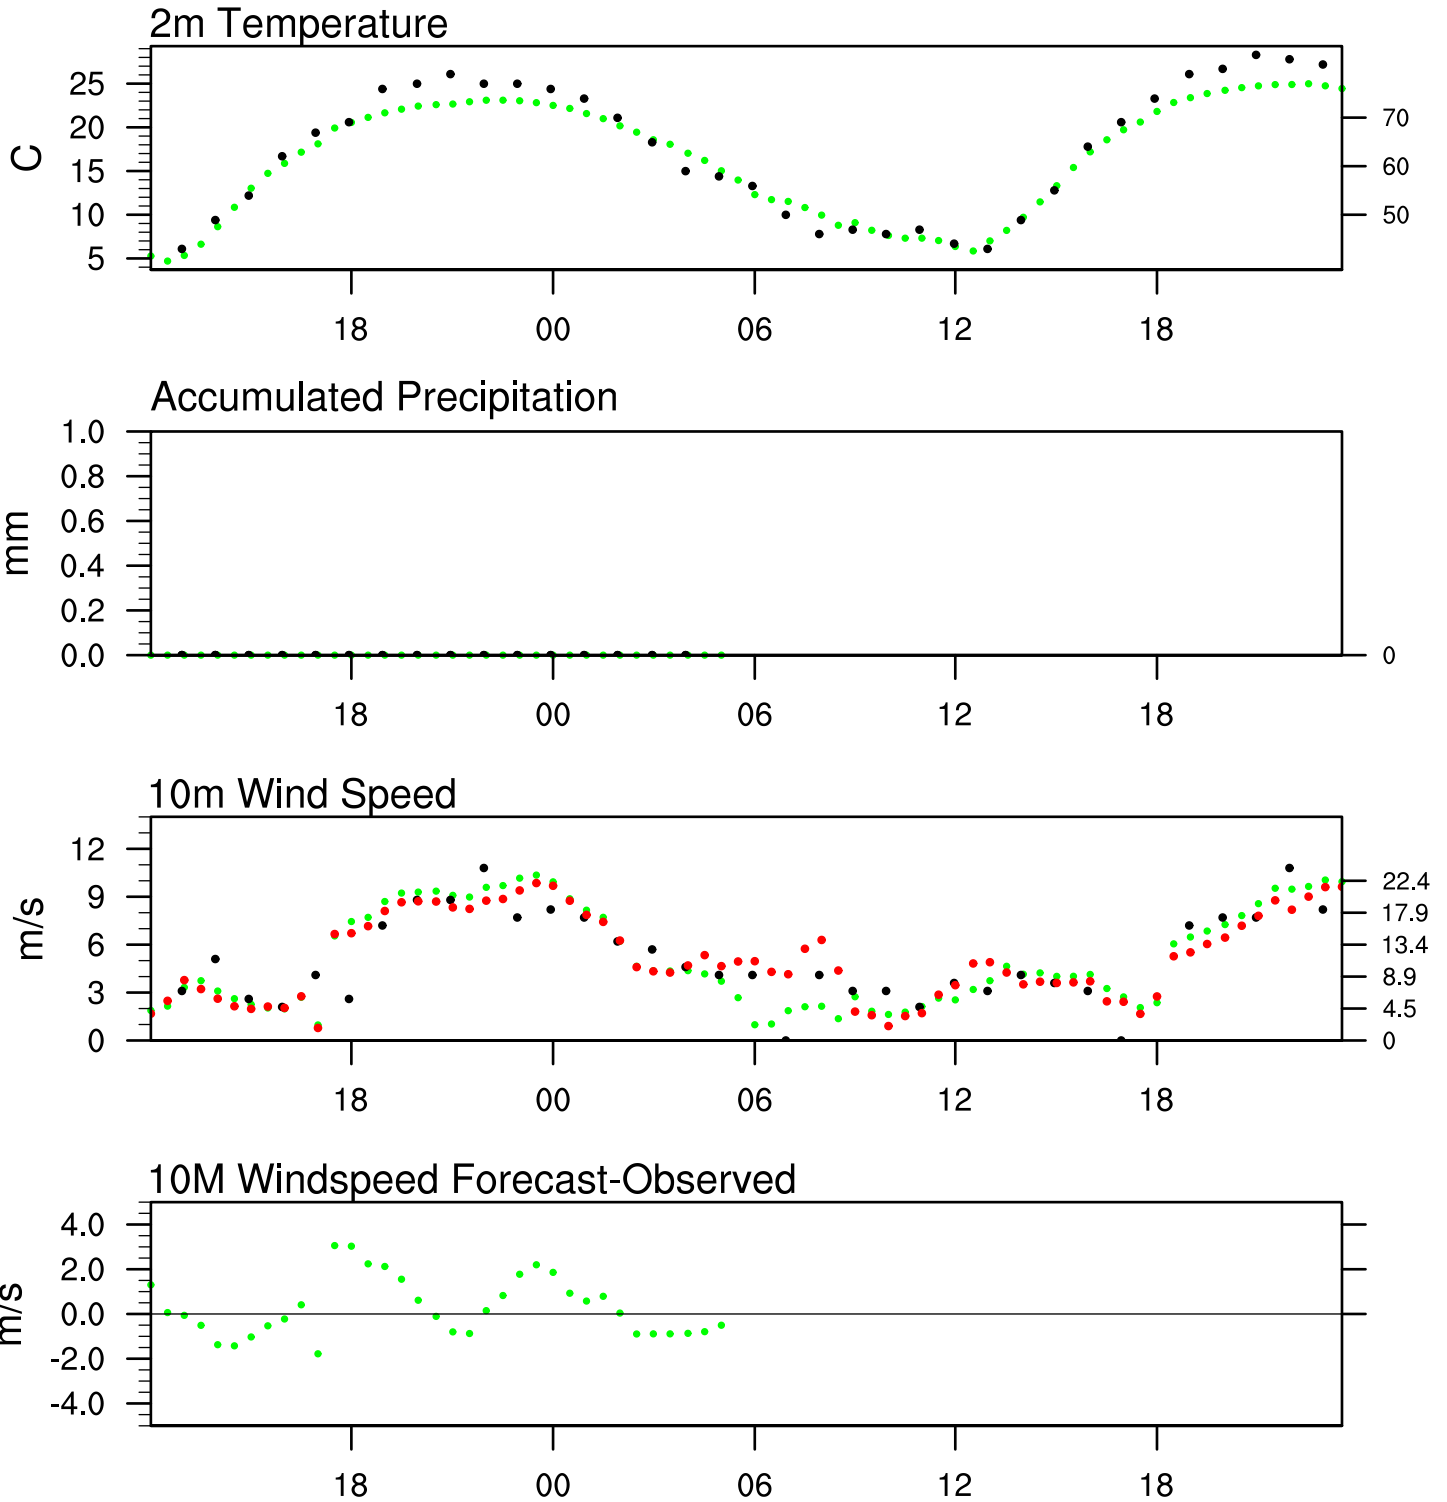 2m Temperature
25
20
15
10
5
C
70
60
50
18 00 06 12 18
Accumulated Precipitation
1.0
0.8
0.6
0.4
0.2
0.0
mm
0
18 00 06 12 18
10m Wind Speed
12
9
6
3
0
m/s
22.4
17.9
13.4
8.9
4.5
0
18 00 06 12 18
10M Windspeed Forecast-Observed
4.0
2.0
0.0
-2.0
-4.0
m/s
18 00 06 12 18